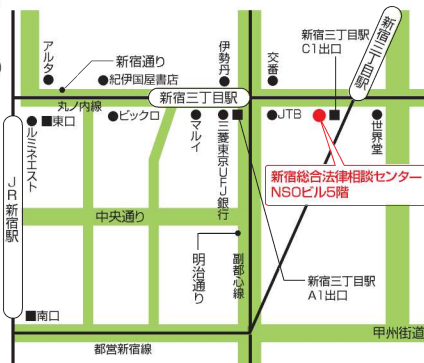 アルタ
新宿通り
紀伊国屋書店
伊勢丹
交番
新宿三丁目駅
C1出口
新宿三丁目駅
丸ノ内線
新宿三丁目駅
ルミネエスト
東口
ビックロ
マルイ
三菱東京UFJ銀行
JTB
世界堂
新宿総合法律相談センター
NSOビル5階
JR新宿駅
中央通り
明治通り
副都心線
新宿三丁目駅
A1出口
南口
甲州街道
都営新宿線